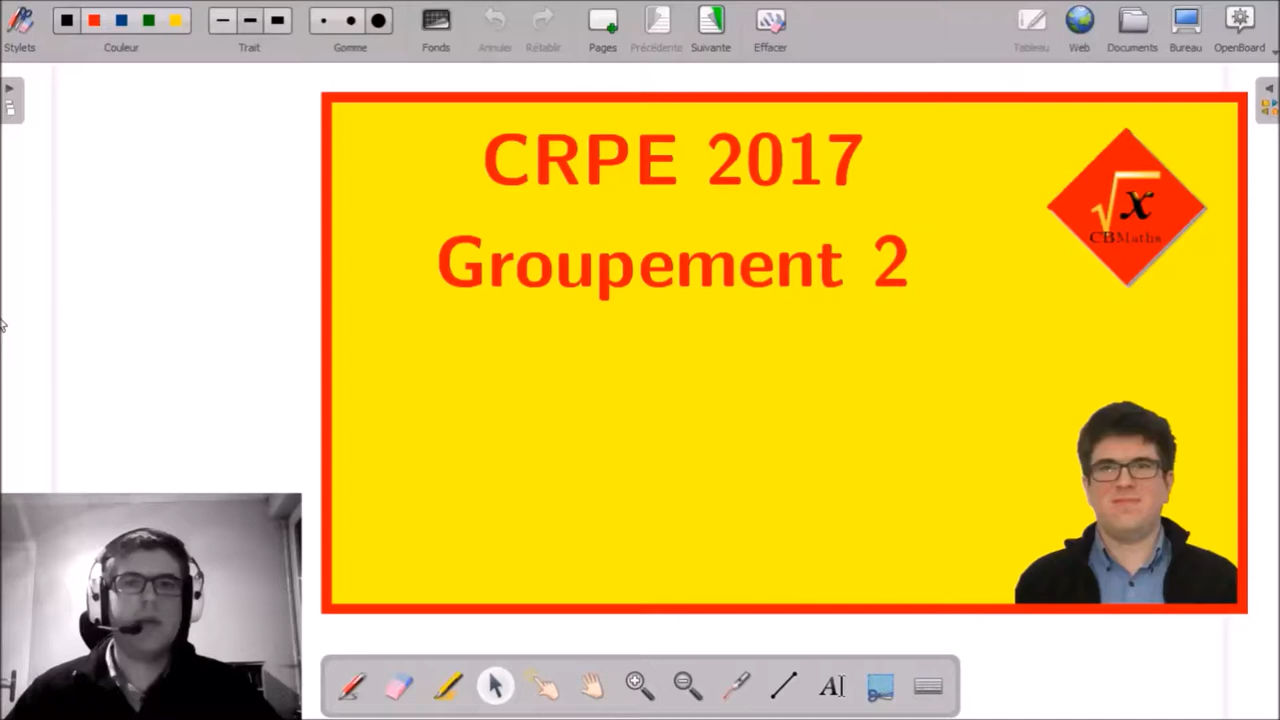 Stylets
Couleur
Trait
Gomme
Fonds
Annuler
Rétablir
Pages
Précédente
Suivante
Effacer
Tableau
Web
Documents
Bureau
OpenBoard
CRPE 2017
Groupement 2
√x
CBMaths
AI